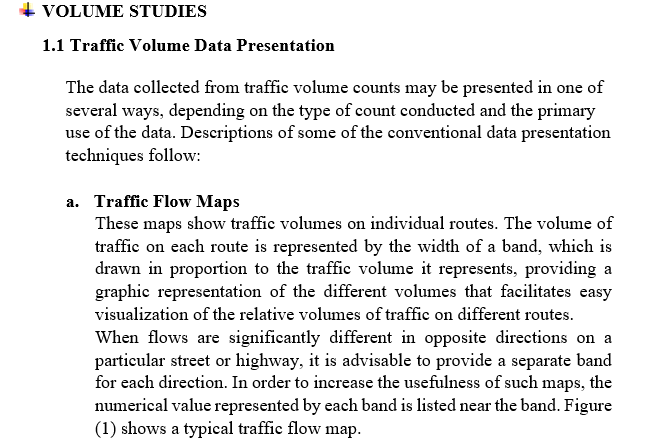 VOLUME STUDIES
1.1 Traffic Volume Data Presentation
The data collected from traffic volume counts may be presented in one of
several ways, depending on the type of count conducted and the primary
use of the data. Descriptions of some of the conventional data presentation
techniques follow:
a. Traffic Flow Maps
These maps show traffic volumes on individual routes. The volume of
traffic on each route is represented by the width of a band, which is
drawn in proportion to the traffic volume it represents, providing a
graphic representation of the different volumes that facilitates easy
visualization of the relative volumes of traffic on different routes.
When flows are significantly different in opposite directions on a
particular street or highway, it is advisable to provide a separate band
for each direction. In order to increase the usefulness of such maps, the
numerical value represented by each band is listed near the band. Figure
(1) shows a typical traffic flow map.